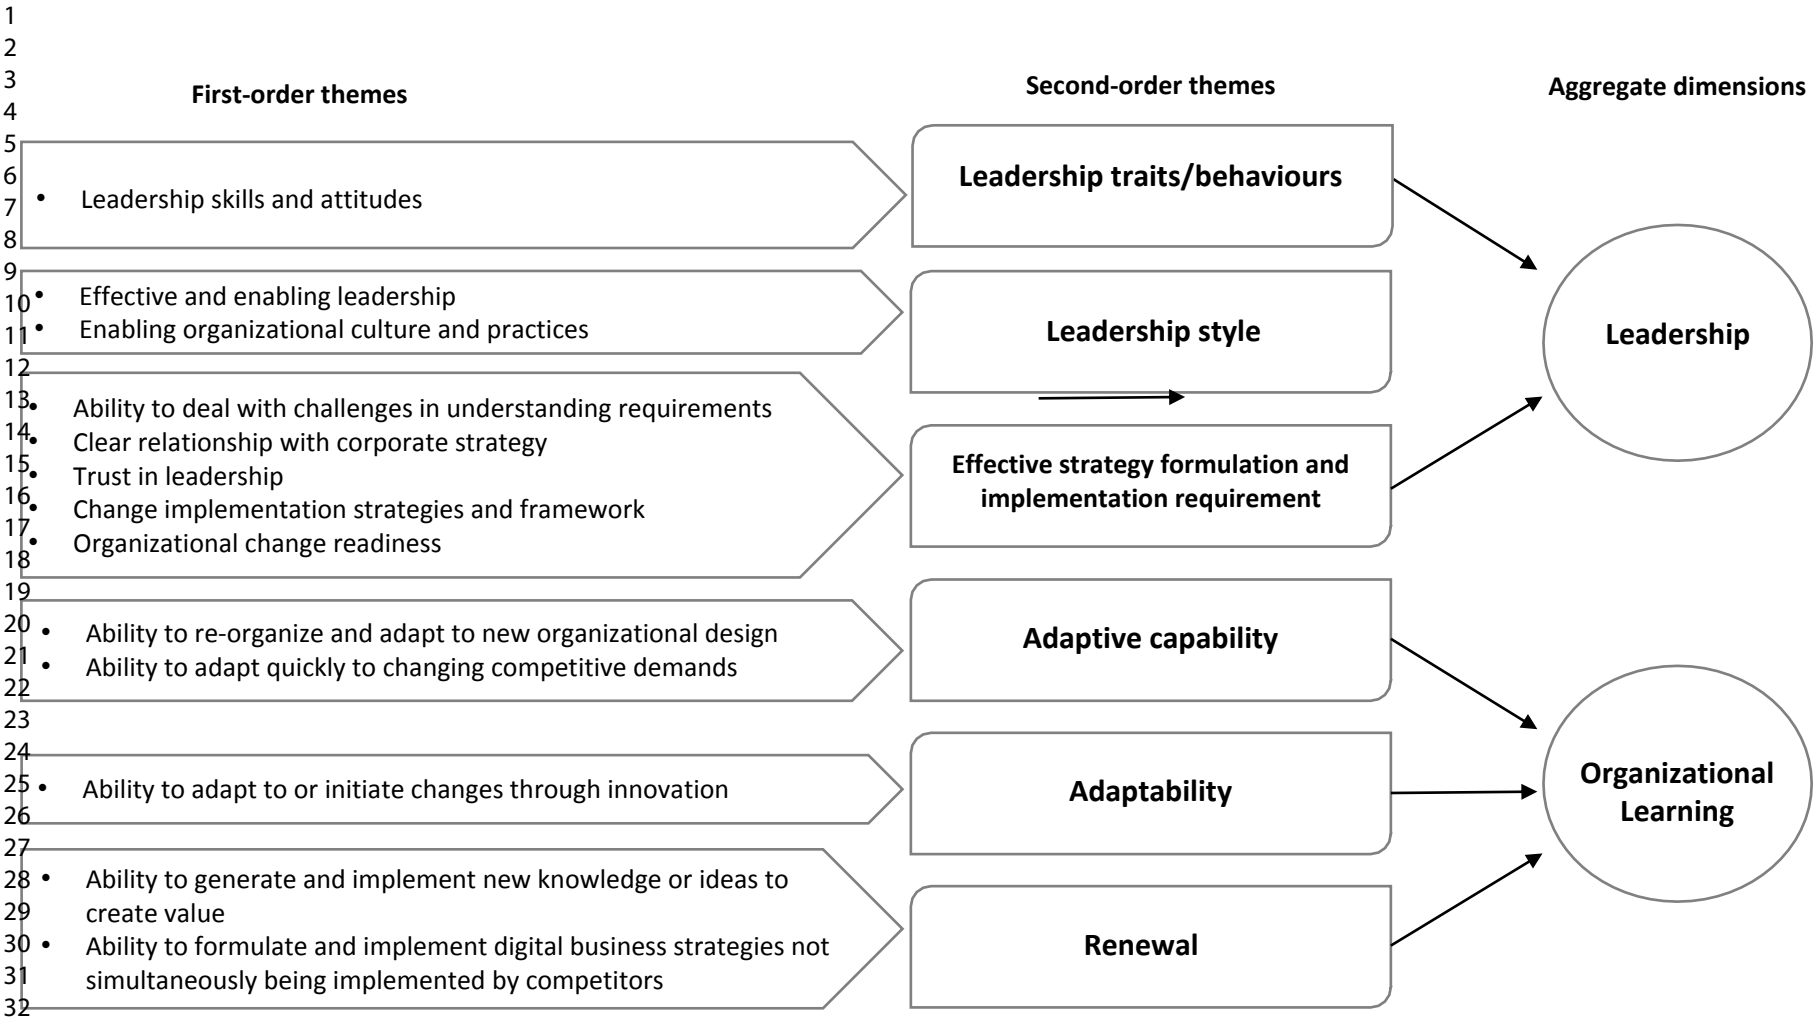 1
2
3
4
5
6
7
8
9
10
11
12
13
14
15
16
17
18
19
20
21
22
23
24
25
26
27
28
29
30
31
32
First-order themes
Second-order themes
Aggregate dimensions
• Leadership skills and attitudes
Leadership traits/behaviours
• Effective and enabling leadership
• Enabling organizational culture and practices
Leadership style
Leadership
• Ability to deal with challenges in understanding requirements
• Clear relationship with corporate strategy
• Trust in leadership
• Change implementation strategies and framework
• Organizational change readiness
Effective strategy formulation and
implementation requirement
• Ability to re-organize and adapt to new organizational design
• Ability to adapt quickly to changing competitive demands
Adaptive capability
• Ability to adapt to or initiate changes through innovation
Adaptability
Organizational
Learning
• Ability to generate and implement new knowledge or ideas to
create value
• Ability to formulate and implement digital business strategies not
simultaneously being implemented by competitors
Renewal